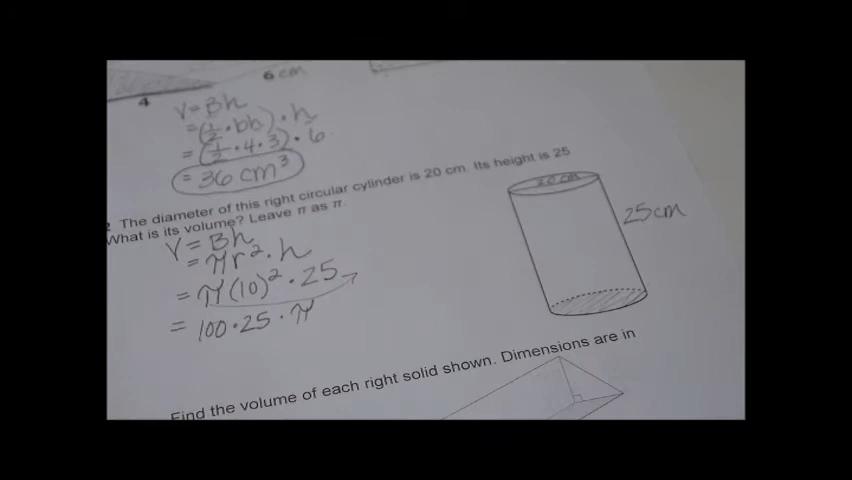 4
6 cm
V = Bh
= (1/2 · bh) · h
= (1/2 · 4 · 3) · 6
= 36 cm³
2 The diameter of this right circular cylinder is 20 cm. Its height is 25
What is its volume? Leave π as π.
20 cm
25 cm
V = Bh
= πr² · h
= π(10)² · 25
= 100 · 25 · π
Find the volume of each right solid shown. Dimensions are in